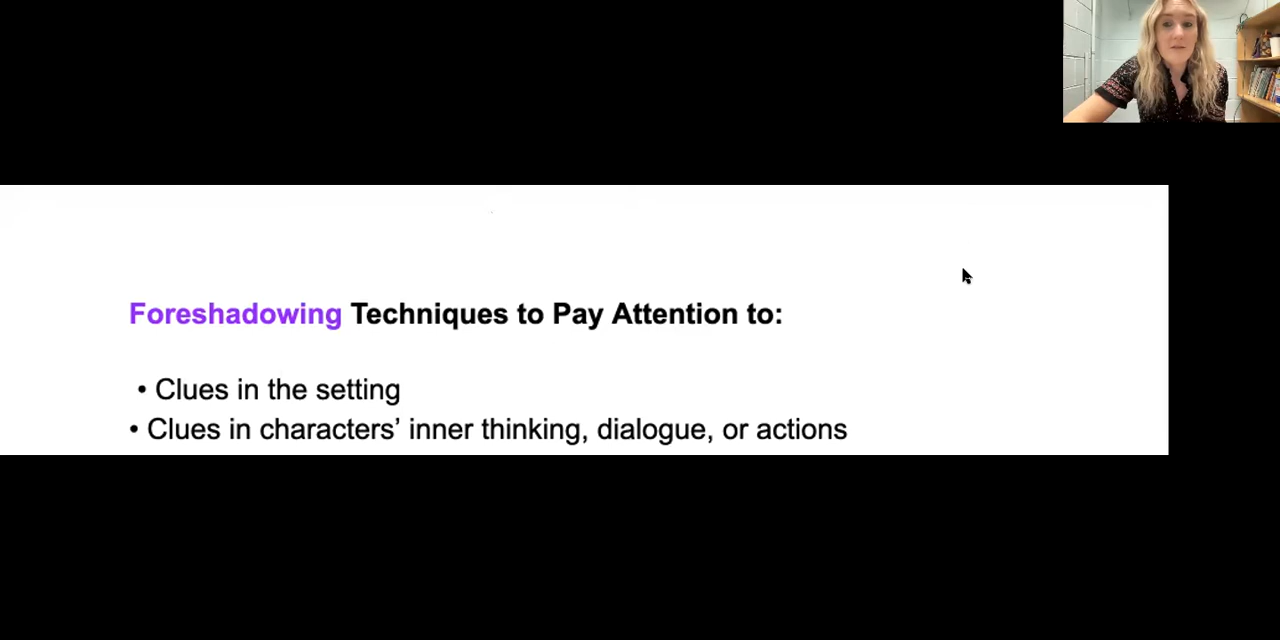 Foreshadowing Techniques to Pay Attention to:
• Clues in the setting
• Clues in characters’ inner thinking, dialogue, or actions